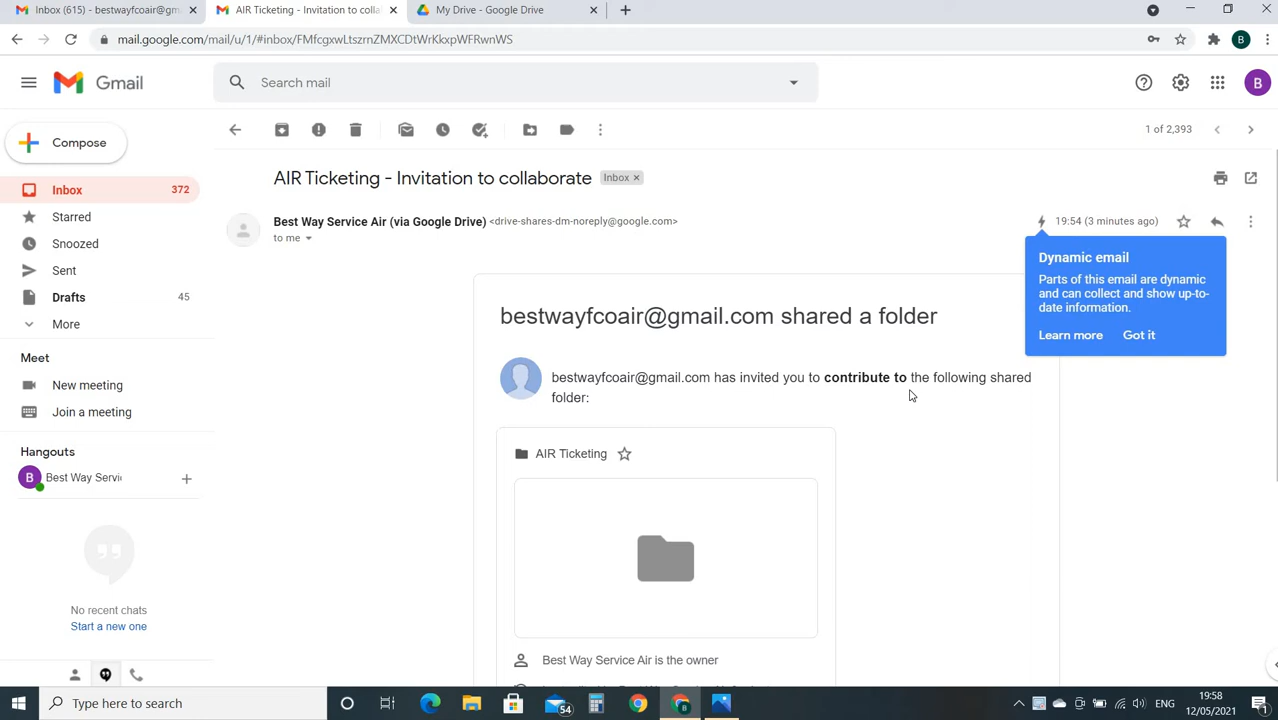 Inbox (615) - bestwayfcoair@gm
AIR Ticketing - Invitation to colla
My Drive - Google Drive
mail.google.com/mail/u/1/#inbox/FMfcgxwLtszrnZMXCDtWrKkxpWFRwnWS
B
Gmail
Search mail
B
Compose
1 of 2,393
Inbox 372
AIR Ticketing - Invitation to collaborate Inbox
Starred
Best Way Service Air (via Google Drive) <drive-shares-dm-noreply@google.com>
19:54 (3 minutes ago)
to me
Snoozed
Sent
Drafts 45
More
Dynamic email
Parts of this email are dynamic
and can collect and show up-to-
date information.
Learn more Got it
bestwayfcoair@gmail.com shared a folder
Meet
New meeting
Join a meeting
bestwayfcoair@gmail.com has invited you to contribute to the following shared
folder:
Hangouts
B Best Way Servi
AIR Ticketing
No recent chats
Start a new one
Best Way Service Air is the owner
Type here to search
54
B
ENG
19:58
12/05/2021
1